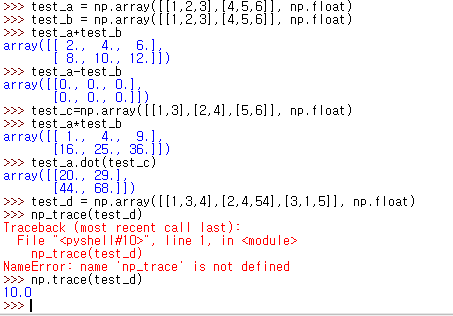 >>> test_a = np.array([[1,2,3],[4,5,6]], np.float)
>>> test_b = np.array([[1,2,3],[4,5,6]], np.float)
>>> test_a+test_b
array([[ 2.,  4.,  6.],
       [ 8., 10., 12.]])
>>> test_a-test_b
array([[0., 0., 0.],
       [0., 0., 0.]])
>>> test_c=np.array([[1,3],[2,4],[5,6]], np.float)
>>> test_a*test_b
array([[ 1.,  4.,  9.],
       [16., 25., 36.]])
>>> test_a.dot(test_c)
array([[20., 29.],
       [44., 68.]])
>>> test_d = np.array([[1,3,4],[2,4,54],[3,1,5]], np.float)
>>> np_trace(test_d)
Traceback (most recent call last):
  File "<pyshell#10>", line 1, in <module>
    np_trace(test_d)
NameError: name 'np_trace' is not defined
>>> np.trace(test_d)
10.0
>>>